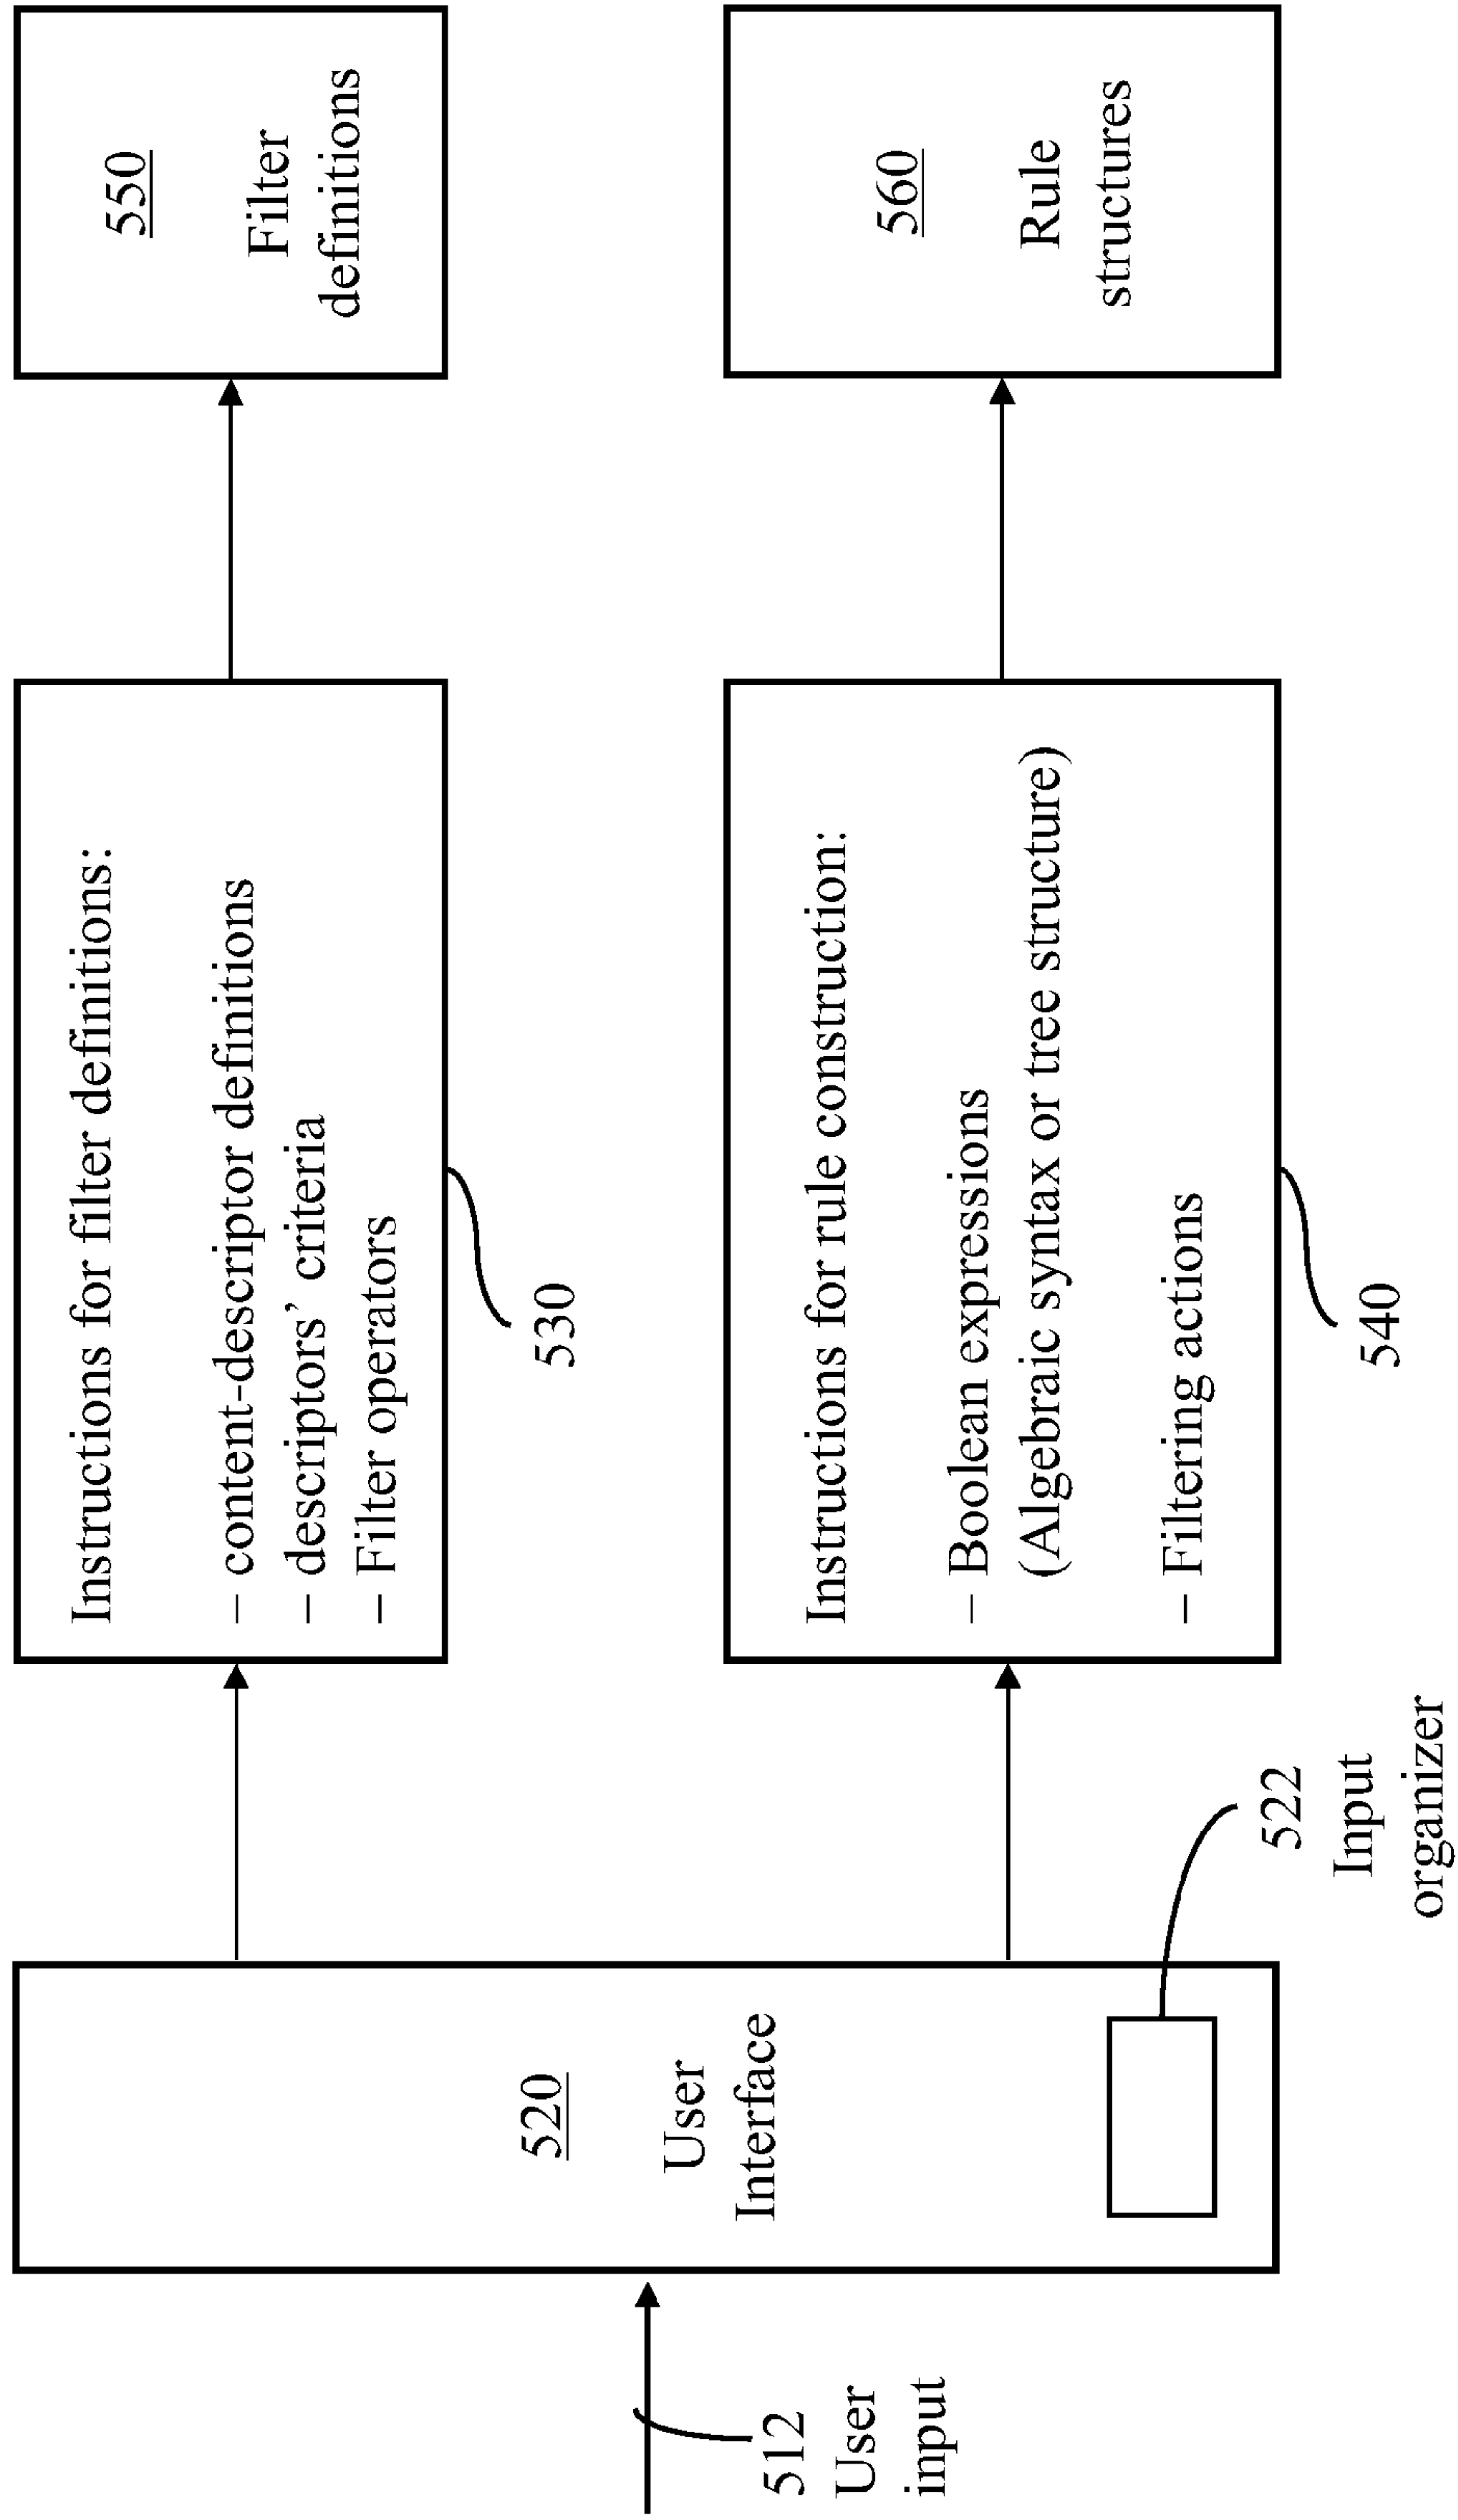 512
User
input
520
User
Interface
522
Input
organizer
Instructions for filter definitions:
– content-descriptor definitions
– descriptors’ criteria
– Filter operators
530
Instructions for rule construction:
– Boolean expressions
(Algebraic syntax or tree structure)
– Filtering actions
540
550
Filter
definitions
560
Rule
structures